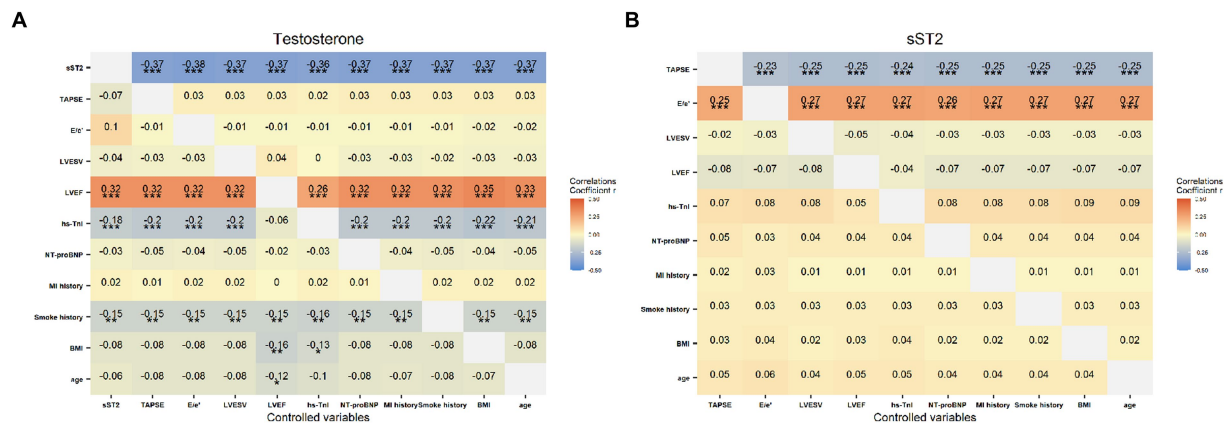 A
Testosterone
sST2 -0.37 -0.38 -0.37 -0.37 -0.36 -0.37 -0.37 -0.37 -0.37 -0.37
*** *** *** *** *** *** *** *** *** ***
TAPSE -0.07 0.03 0.03 0.03 0.02 0.03 0.03 0.03 0.03 0.03
E/e' 0.1 -0.01 -0.01 -0.01 -0.01 -0.01 -0.01 -0.01 -0.02 -0.02
LVESV -0.04 -0.03 -0.03 0.04 0 -0.03 -0.03 -0.02 -0.03 -0.03
LVEF 0.32 0.32 0.32 0.32 0.26 0.32 0.32 0.32 0.35 0.33
*** *** *** *** *** *** *** *** *** ***
hs-TnI -0.18 -0.2 -0.2 -0.2 -0.06 -0.2 -0.2 -0.2 -0.22 -0.21
*** *** *** *** *** *** *** *** ***
NT-proBNP -0.03 -0.05 -0.04 -0.05 -0.02 -0.03 -0.04 -0.05 -0.04 -0.05
MI history 0.02 0.01 0.02 0.02 0 0.02 0.01 0.02 0.02 0.02
Smoke history -0.15 -0.15 -0.15 -0.15 -0.15 -0.16 -0.15 -0.15 -0.15 -0.15
** ** ** ** ** ** ** ** ** **
BMI -0.08 -0.08 -0.08 -0.08 -0.16 -0.13 -0.08 -0.08 -0.08 -0.08
** *
age -0.06 -0.08 -0.08 -0.08 -0.12 -0.1 -0.08 -0.07 -0.08 -0.07
*
sST2 TAPSE E/e' LVESV LVEF hs-TnI NT-proBNP MI history Smoke history BMI age
Controlled variables
Correlations
Coefficient r
0.50
0.25
0.00
-0.25
-0.50
B
sST2
TAPSE -0.23 -0.25 -0.25 -0.24 -0.25 -0.25 -0.25 -0.25 -0.25
*** *** *** *** *** *** *** *** ***
E/e' 0.25 0.27 0.27 0.27 0.26 0.27 0.27 0.27 0.27
*** *** *** *** *** *** *** *** ***
LVESV -0.02 -0.03 -0.05 -0.04 -0.03 -0.03 -0.03 -0.03 -0.03
LVEF -0.08 -0.07 -0.08 -0.04 -0.07 -0.07 -0.07 -0.07 -0.07
hs-TnI 0.07 0.08 0.08 0.05 0.08 0.08 0.08 0.09 0.09
NT-proBNP 0.05 0.03 0.04 0.04 0.04 0.04 0.04 0.04 0.04
MI history 0.02 0.03 0.01 0.01 0.01 0.01 0.01 0.01 0.01
Smoke history 0.03 0.03 0.03 0.03 0.03 0.03 0.03 0.03 0.03
BMI 0.03 0.04 0.02 0.03 0.04 0.02 0.02 0.02 0.02
age 0.05 0.06 0.04 0.05 0.05 0.04 0.04 0.04 0.04
TAPSE E/e' LVESV LVEF hs-TnI NT-proBNP MI history Smoke history BMI age
Controlled variables
Correlations
Coefficient r
0.50
0.25
0.00
-0.25
-0.50